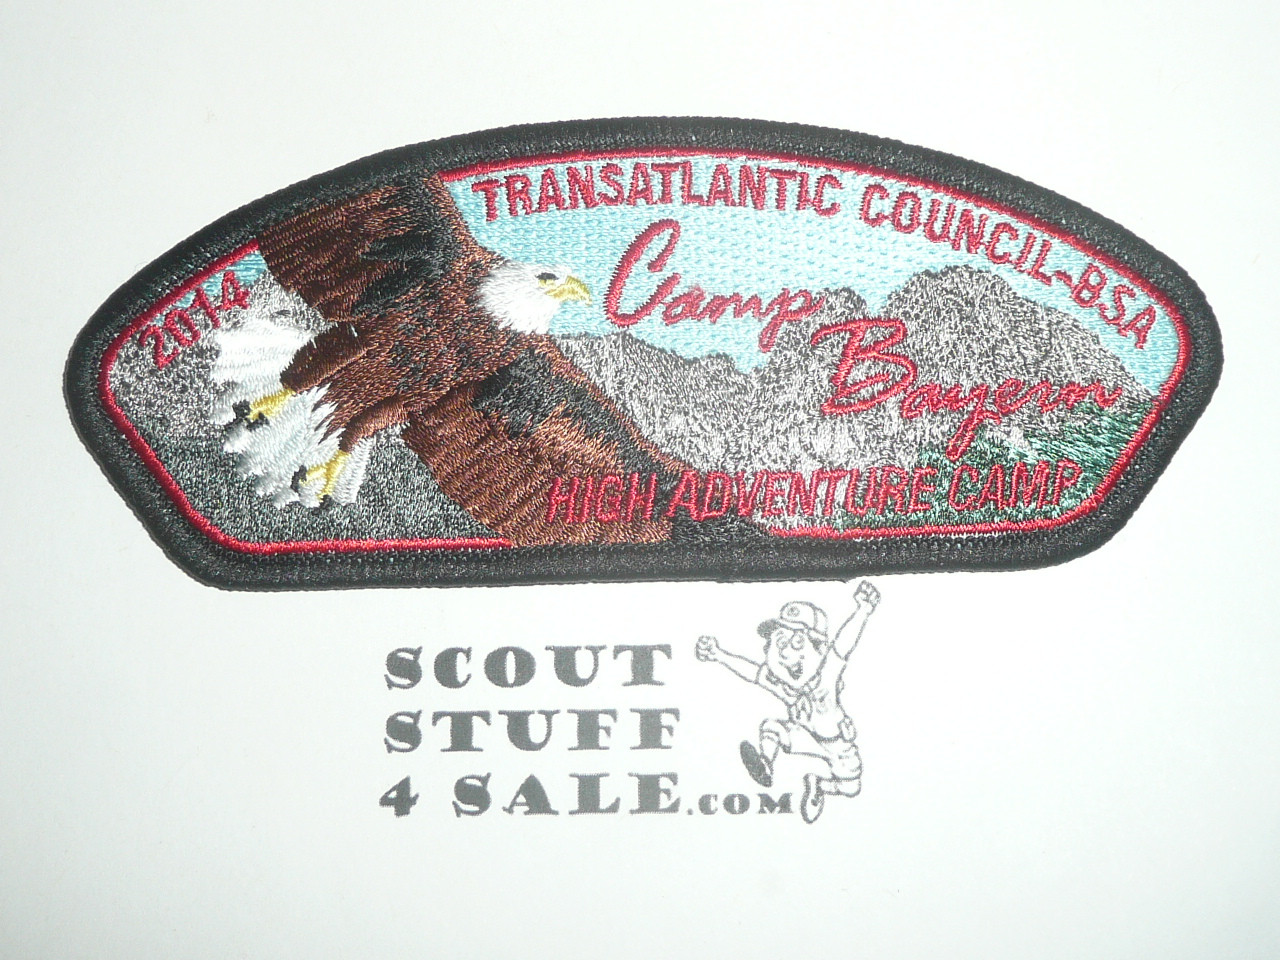 TRANSATLANTIC COUNCIL-BSA
2014
Camp
Bayern
HIGH ADVENTURE CAMP
SCOUT
STUFF
4 SALE.COM